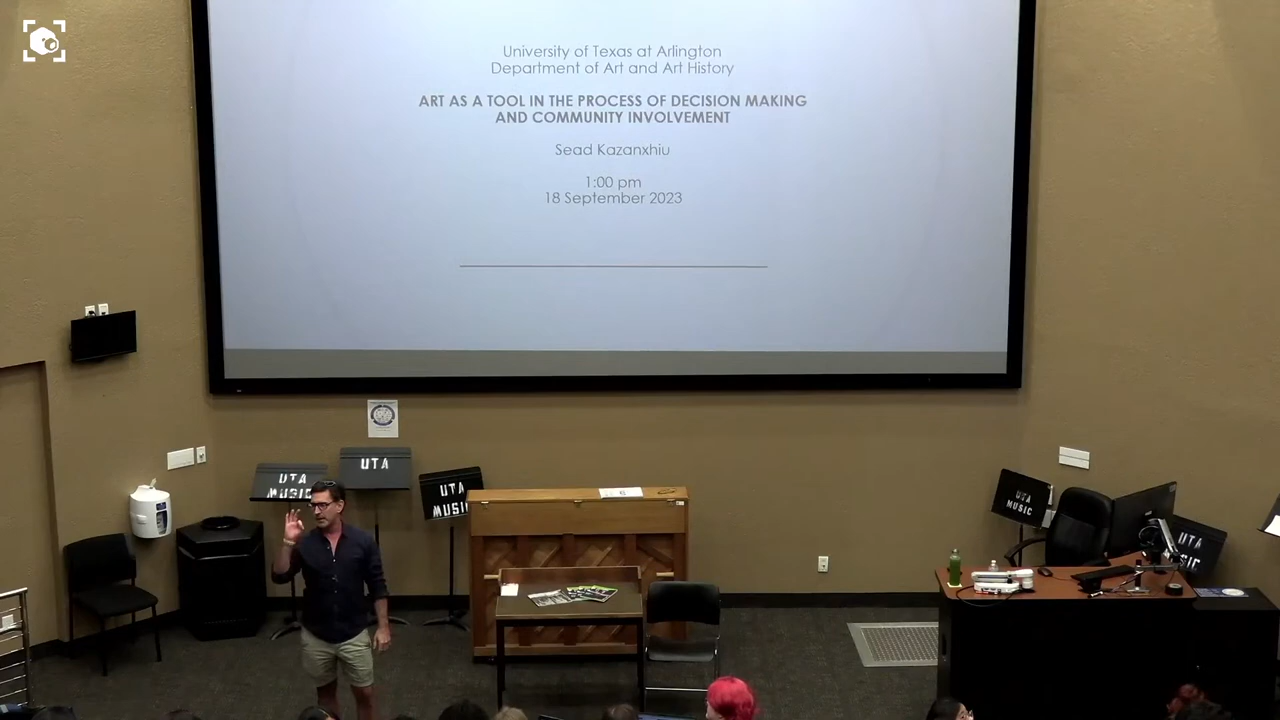 University of Texas at Arlington
Department of Art and Art History
ART AS A TOOL IN THE PROCESS OF DECISION MAKING
AND COMMUNITY INVOLVEMENT
Sead Kazanxhiu
1:00 pm
18 September 2023
UTA
MUSIC
UTA
UTA
MUSIC
UTA
MUSIC
UTA